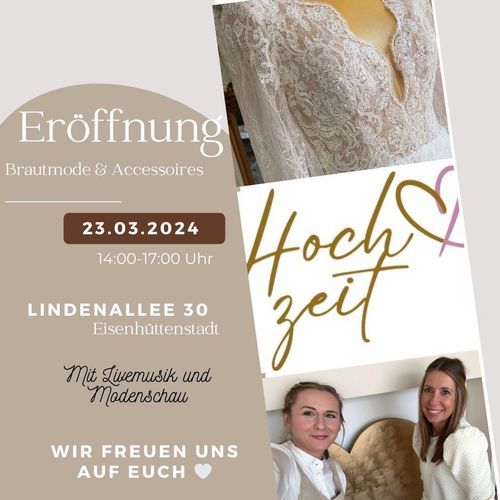 Eröffnung
Brautmode & Accessoires
23.03.2024
14:00-17:00 Uhr
LINDENALLEE 30
Eisenhüttenstadt
Mit Livemusik und
Modenschau
WIR FREUEN UNS
AUF EUCH 🤍
Hoch
zeit